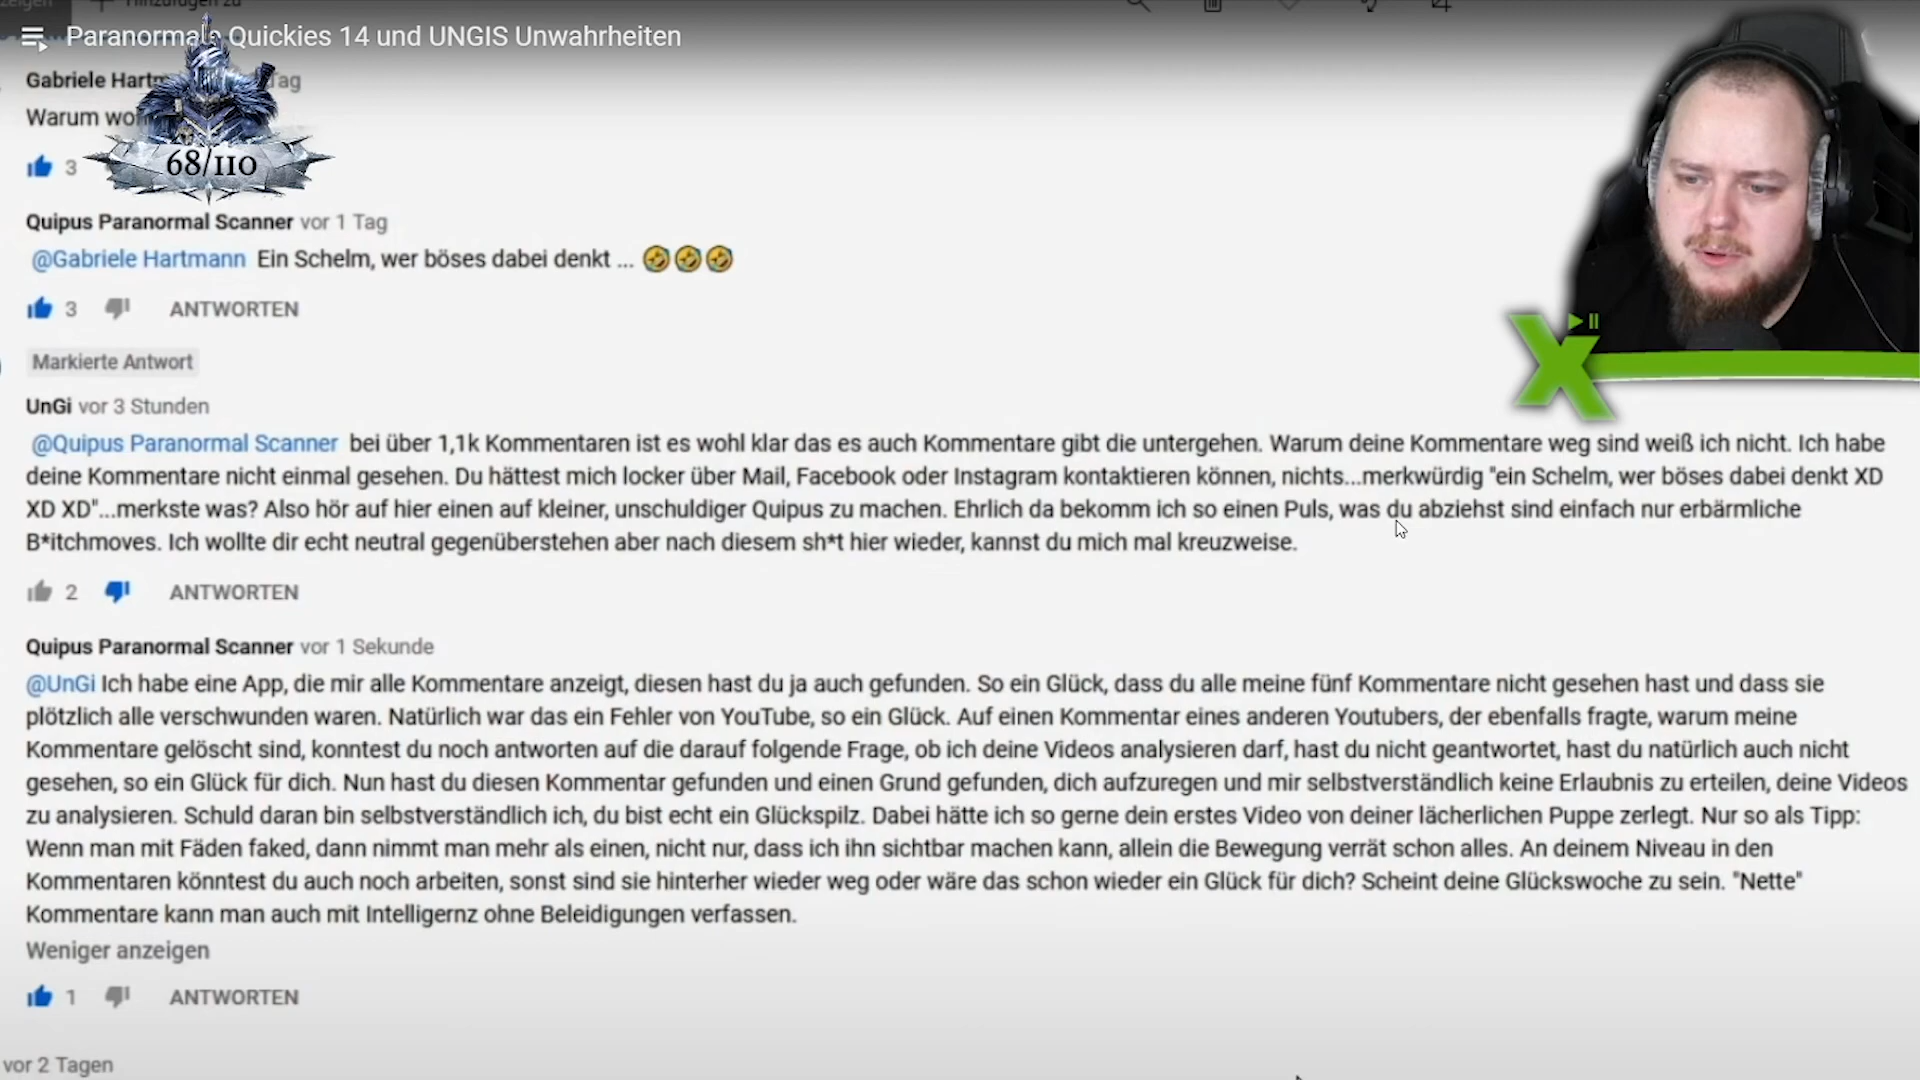 Hinzufügen zu
Paranormale Quickies 14 und UNGIS Unwahrheiten
Gabriele Hartm Tag
Warum
3
68/110
Quipus Paranormal Scanner vor 1 Tag
@Gabriele Hartmann Ein Schelm, wer böses dabei denkt ... 🤣🤣🤣
3 ANTWORTEN
Markierte Antwort
UnGi vor 3 Stunden
@Quipus Paranormal Scanner bei über 1,1k Kommentaren ist es wohl klar das es auch Kommentare gibt die untergehen. Warum deine Kommentare weg sind weiß ich nicht. Ich habe
deine Kommentare nicht einmal gesehen. Du hättest mich locker über Mail, Facebook oder Instagram kontaktieren können, nichts...merkwürdig "ein Schelm, wer böses dabei denkt XD
XD XD"...merkste was? Also hör auf hier einen auf kleiner, unschuldiger Quipus zu machen. Ehrlich da bekomm ich so einen Puls, was du abziehst sind einfach nur erbärmliche
B*itchmoves. Ich wollte dir echt neutral gegenüberstehen aber nach diesem sh*t hier wieder, kannst du mich mal kreuzweise.
2 ANTWORTEN
Quipus Paranormal Scanner vor 1 Sekunde
@UnGi Ich habe eine App, die mir alle Kommentare anzeigt, diesen hast du ja auch gefunden. So ein Glück, dass du alle meine fünf Kommentare nicht gesehen hast und dass sie
plötzlich alle verschwunden waren. Natürlich war das ein Fehler von YouTube, so ein Glück. Auf einen Kommentar eines anderen Youtubers, der ebenfalls fragte, warum meine
Kommentare gelöscht sind, konntest du noch antworten auf die darauf folgende Frage, ob ich deine Videos analysieren darf, hast du nicht geantwortet, hast du natürlich auch nicht
gesehen, so ein Glück für dich. Nun hast du diesen Kommentar gefunden und einen Grund gefunden, dich aufzuregen und mir selbstverständlich keine Erlaubnis zu erteilen, deine Videos
zu analysieren. Schuld daran bin selbstverständlich ich, du bist echt ein Glückspilz. Dabei hätte ich so gerne dein erstes Video von deiner lächerlichen Puppe zerlegt. Nur so als Tipp:
Wenn man mit Fäden faked, dann nimmt man mehr als einen, nicht nur, dass ich ihn sichtbar machen kann, allein die Bewegung verrät schon alles. An deinem Niveau in den
Kommentaren könntest du auch noch arbeiten, sonst sind sie hinterher wieder weg oder wäre das schon wieder ein Glück für dich? Scheint deine Glückswoche zu sein. "Nette"
Kommentare kann man auch mit Intelligernz ohne Beleidigungen verfassen.
Weniger anzeigen
1 ANTWORTEN
vor 2 Tagen
X